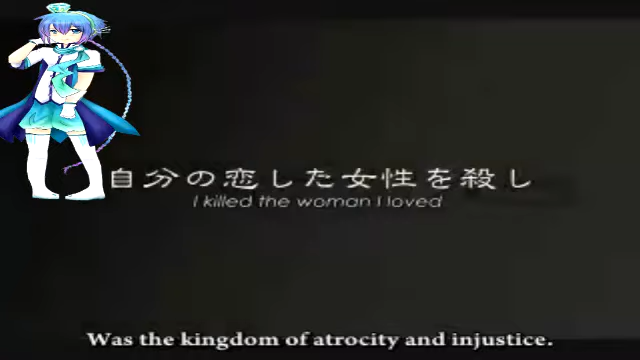 自分の恋した女性を殺し
I killed the woman I loved
Was the kingdom of atrocity and injustice.